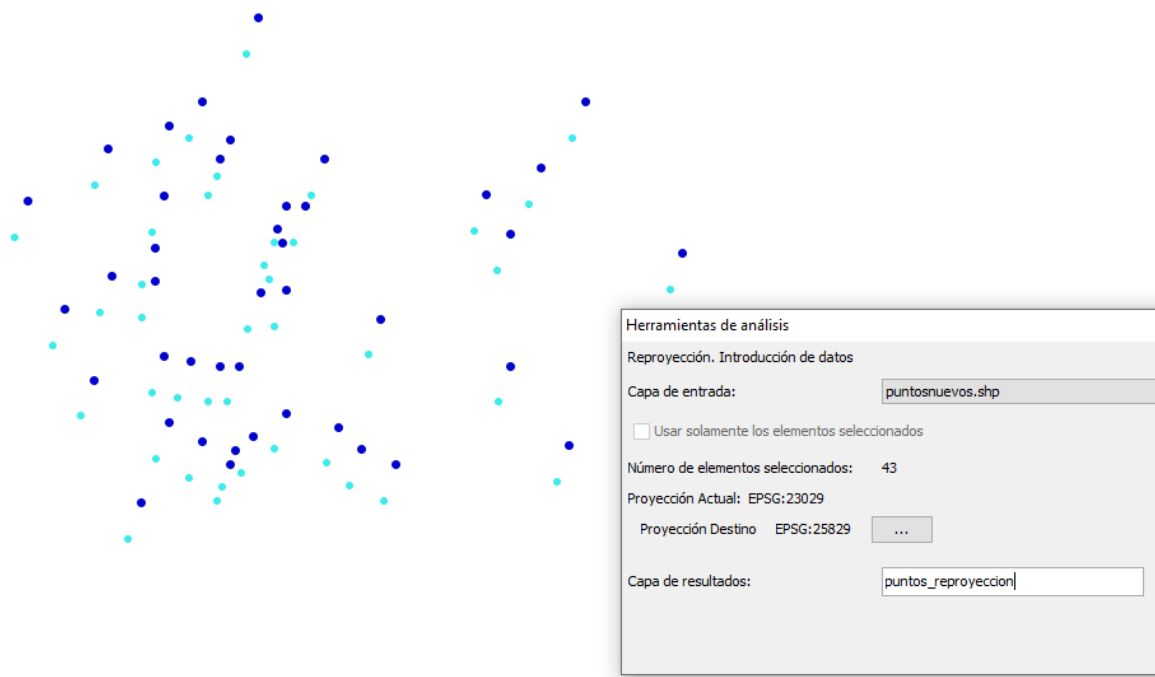 Herramientas de análisis
Reproyección. Introducción de datos
Capa de entrada: puntosnuevos.shp
Usar solamente los elementos seleccionados
Número de elementos seleccionados: 43
Proyección Actual: EPSG:23029
Proyección Destino EPSG:25829 ...
Capa de resultados: puntos_reproyeccion